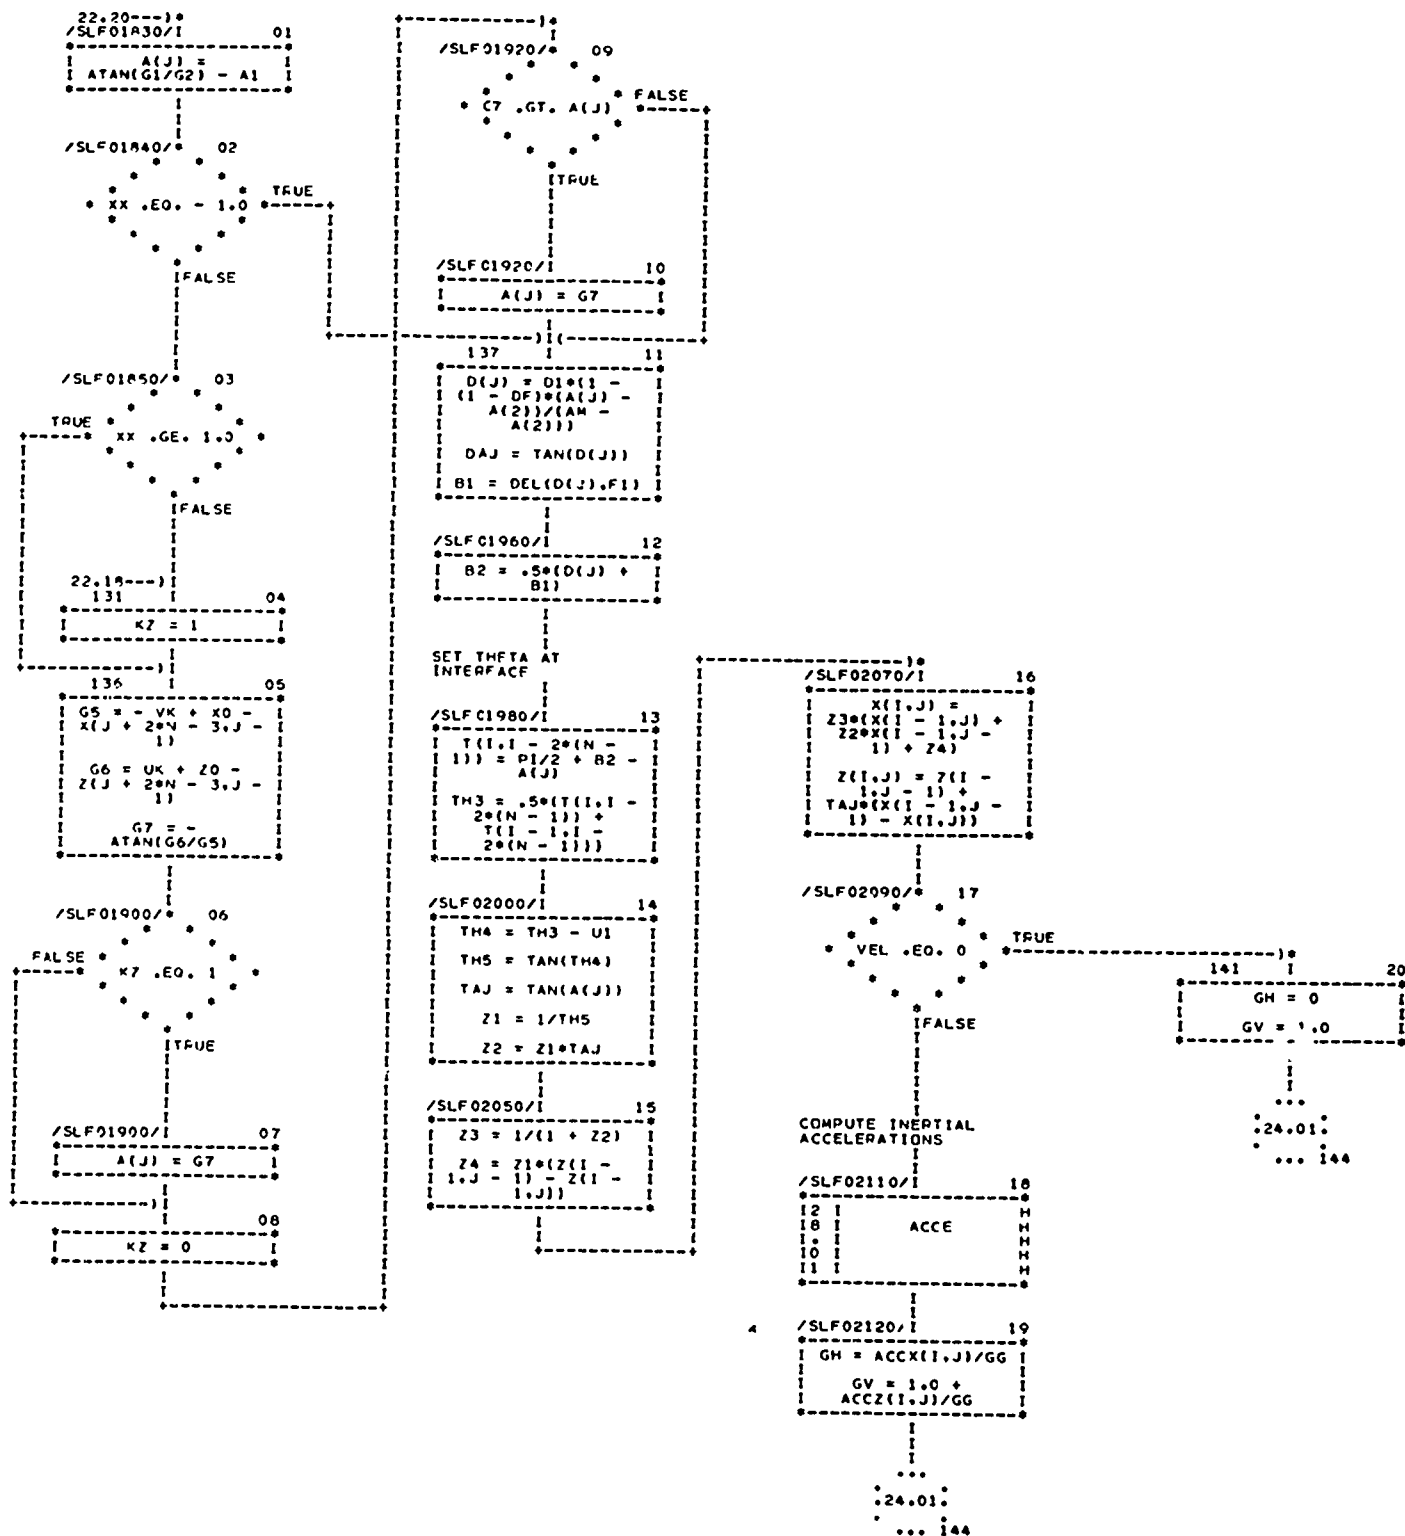 22.20---)*
/SLF01830/I 01
A(J) =
ATAN(G1/G2) - A1
/SLF01840/* 02
XX .EQ. - 1.0
TRUE
FALSE
/SLF01850/* 03
TRUE
XX .GE. 1.0
FALSE
22.18---)I
131 04
KZ = 1
136 05
G5 = - VK + X0 -
X(J + 2*N - 3,J -
1)
G6 = UK + Z0 -
Z(J + 2*N - 3,J -
1)
G7 = -
ATAN(G6/G5)
/SLF01900/* 06
FALSE
KZ .EQ. 1
TRUE
/SLF01900/I 07
A(J) = G7
08
KZ = 0
/SLF01920/* 09
C7 .GT. A(J)
FALSE
TRUE
/SLF01920/I 10
A(J) = G7
137 11
D(J) = D1*(1 -
(1 - DF)*(A(J) -
A(2))/(AM -
A(2)))
DAJ = TAN(D(J))
B1 = DEL(D(J),F1)
/SLF01960/I 12
B2 = .5*(D(J) +
B1)
SET THETA AT
INTERFACE
/SLF01980/I 13
T(I,I - 2*(N -
1)) = PI/2 + B2 -
A(J)
TH3 = .5*(T(I,I -
2*(N - 1)) +
T(I - 1,I -
2*(N - 1)))
/SLF02000/I 14
TH4 = TH3 - U1
TH5 = TAN(TH4)
TAJ = TAN(A(J))
Z1 = 1/TH5
Z2 = Z1*TAJ
/SLF02050/I 15
Z3 = 1/(1 + Z2)
Z4 = Z1*(Z(I -
1,J - 1) - Z(I -
1,J))
/SLF02070/I 16
X(I,J) =
Z3*(X(I - 1,J) +
Z2*X(I - 1,J -
1) + Z4)
Z(I,J) = Z(I -
1,J - 1) +
TAJ*(X(I - 1,J -
1) - X(I,J))
/SLF02090/* 17
VEL .EQ. 0
TRUE
FALSE
COMPUTE INERTIAL
ACCELERATIONS
/SLF02110/I 18
28.01
ACCE
/SLF02120/I 19
GH = ACCX(I,J)/GG
GV = 1.0 +
ACCZ(I,J)/GG
24.01
144
141 20
GH = 0
GV = 1.0
24.01
144